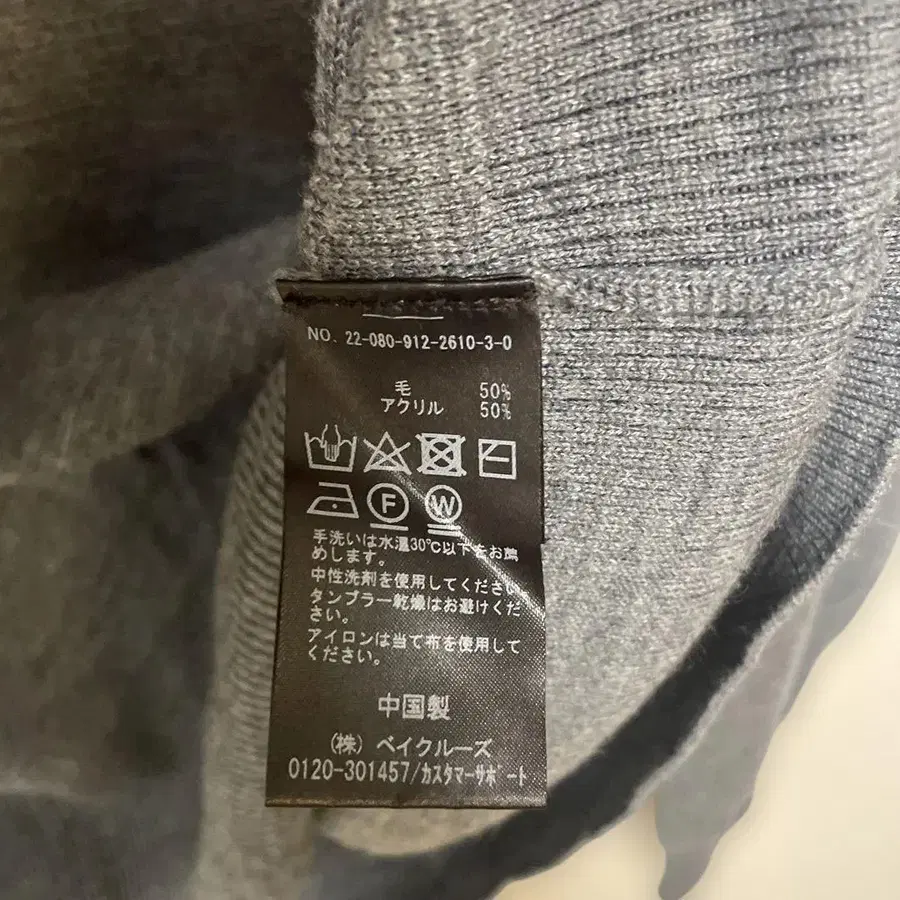 NO. 22-080-912-2610-3-0
毛 50%
アクリル 50%
F W
手洗いは水温30℃以下をお薦
めします。
中性洗剤を使用してください
タンブラー乾燥はお避けくだ
さい。
アイロンは当て布を使用して
ください。
中国製
(株) ベイクルーズ
0120-301457/カスタマーサポート